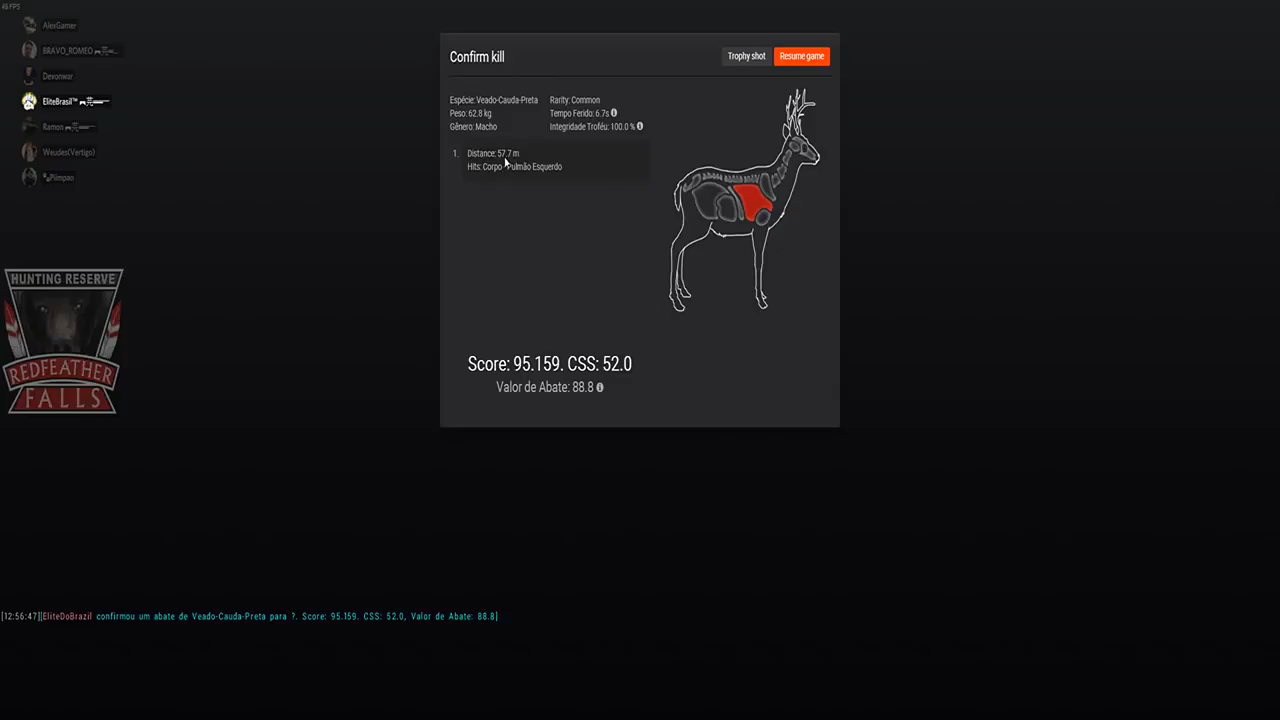 49 FPS
AlexGamer
BRAVO_ROMEO
Devonwar
EliteBrasil™
Ramon
Weudes(Vertigo)
Piimpao
HUNTING RESERVE
REDFEATHER
FALLS
Confirm kill
Trophy shot
Resume game
Espécie: Veado-Cauda-Preta
Rarity: Common
Peso: 62.8 kg
Tempo Ferido: 6.7s
Gênero: Macho
Integridade Troféu: 100.0 %
1. Distance: 57.7 m
Hits: Corpo - Pulmão Esquerdo
Score: 95.159. CSS: 52.0
Valor de Abate: 88.8
[12:56:47][EliteDoBrazil confirmou um abate de Veado-Cauda-Preta para ?. Score: 95.159. CSS: 52.0, Valor de Abate: 88.8]